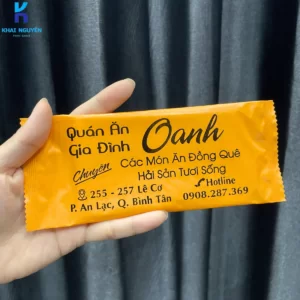 KHAI NGUYÊN
Quán Ăn
Gia Đình
Oanh
Chuyên
Các Món Ăn Đồng Quê
Hải Sản Tươi Sống
255 - 257 Lê Cơ
Hotline
P. An Lạc, Q. Bình Tân
0908.287.369